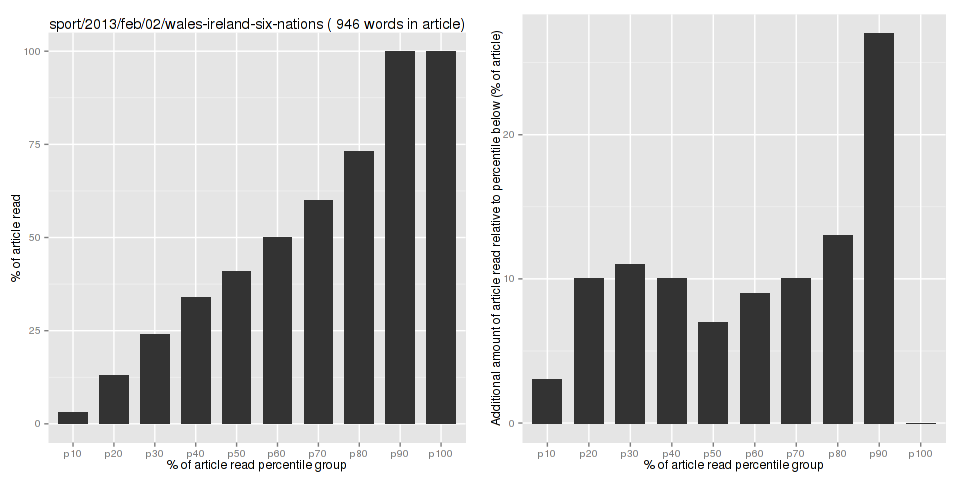 sport/2013/feb/02/wales-ireland-six-nations ( 946 words in article)
% of article read
100
75
50
25
0
p10 p20 p30 p40 p50 p60 p70 p80 p90 p100
% of article read percentile group
Additional amount of article read relative to percentile below (% of article)
20
10
0
p10 p20 p30 p40 p50 p60 p70 p80 p90 p100
% of article read percentile group